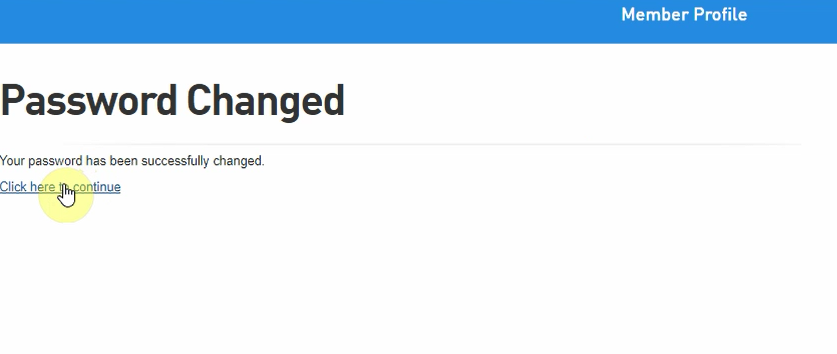 Member Profile
Password Changed
Your password has been successfully changed.
Click here to continue